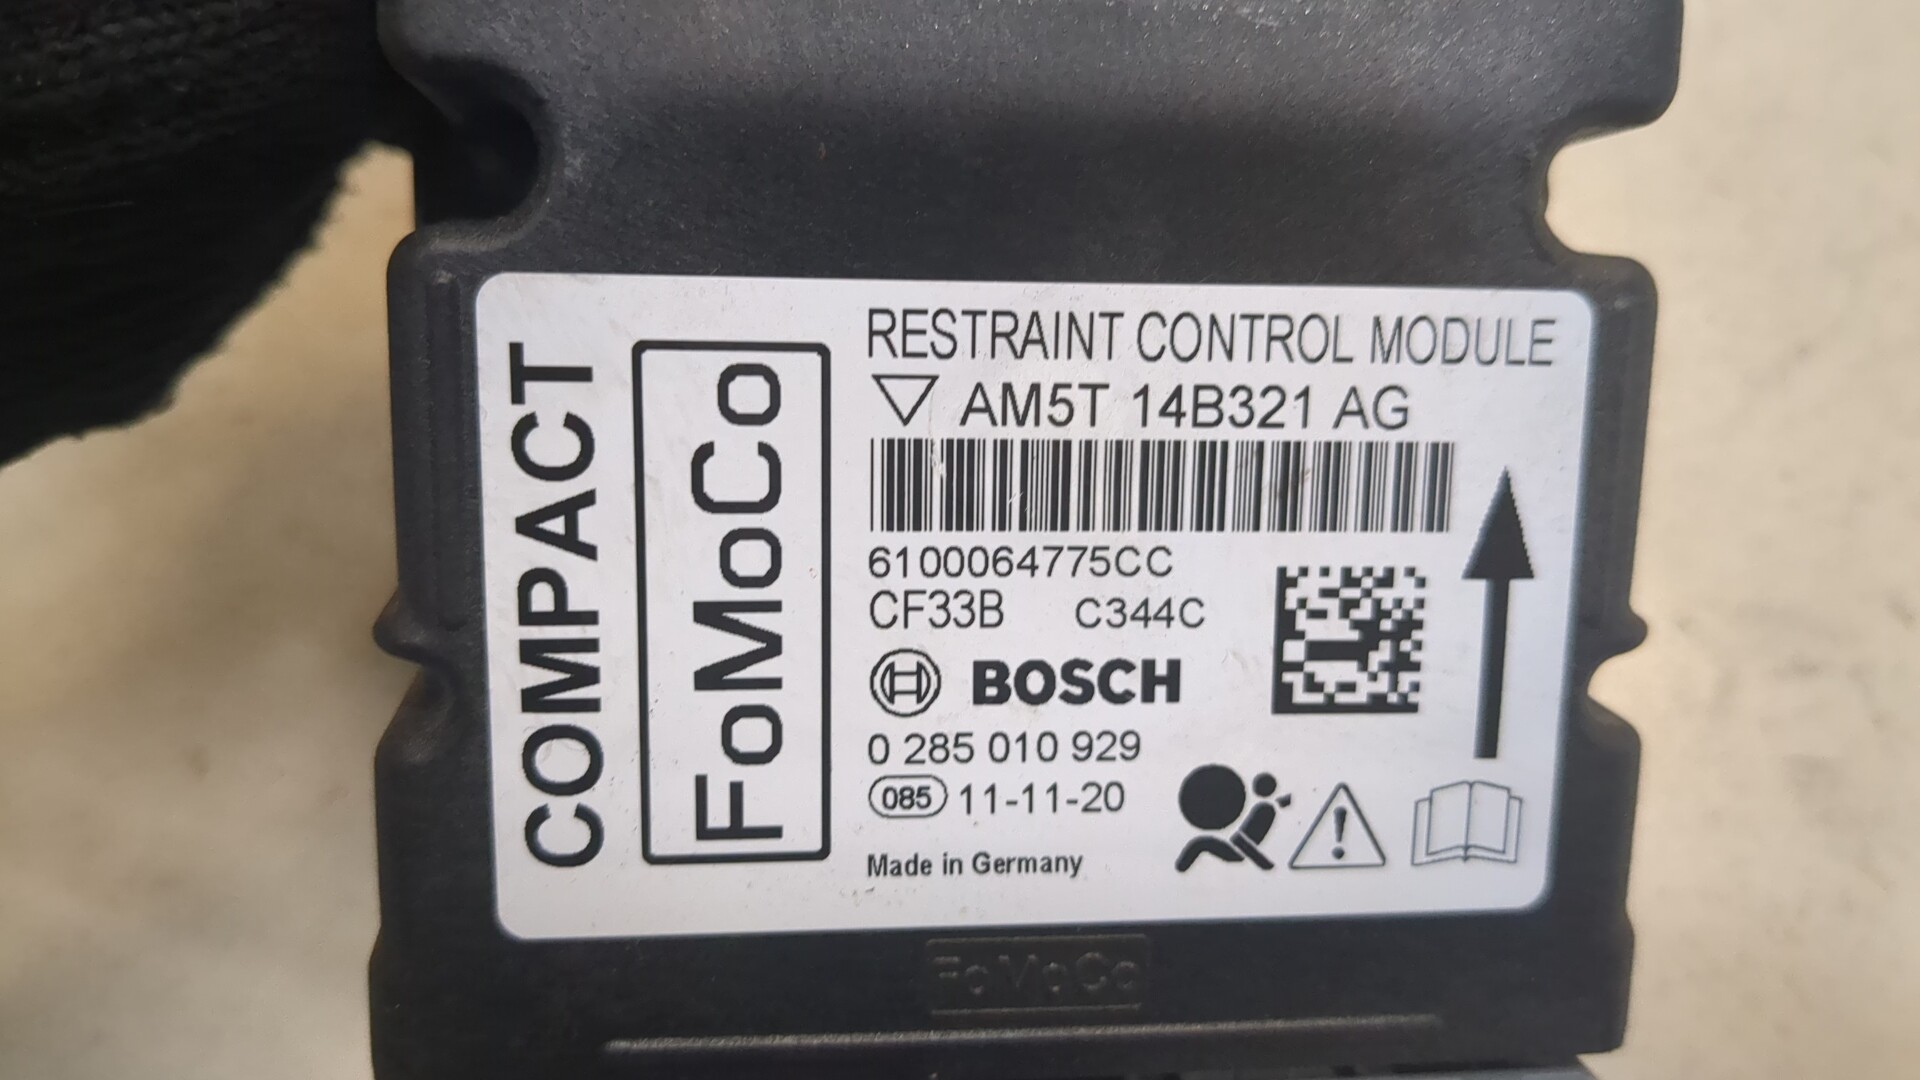 COMPACT
FoMoCo
RESTRAINT CONTROL MODULE
AM5T 14B321 AG
6100064775CC
CF33B C344C
BOSCH
0 285 010 929
085 11-11-20
Made in Germany
FoMoCo